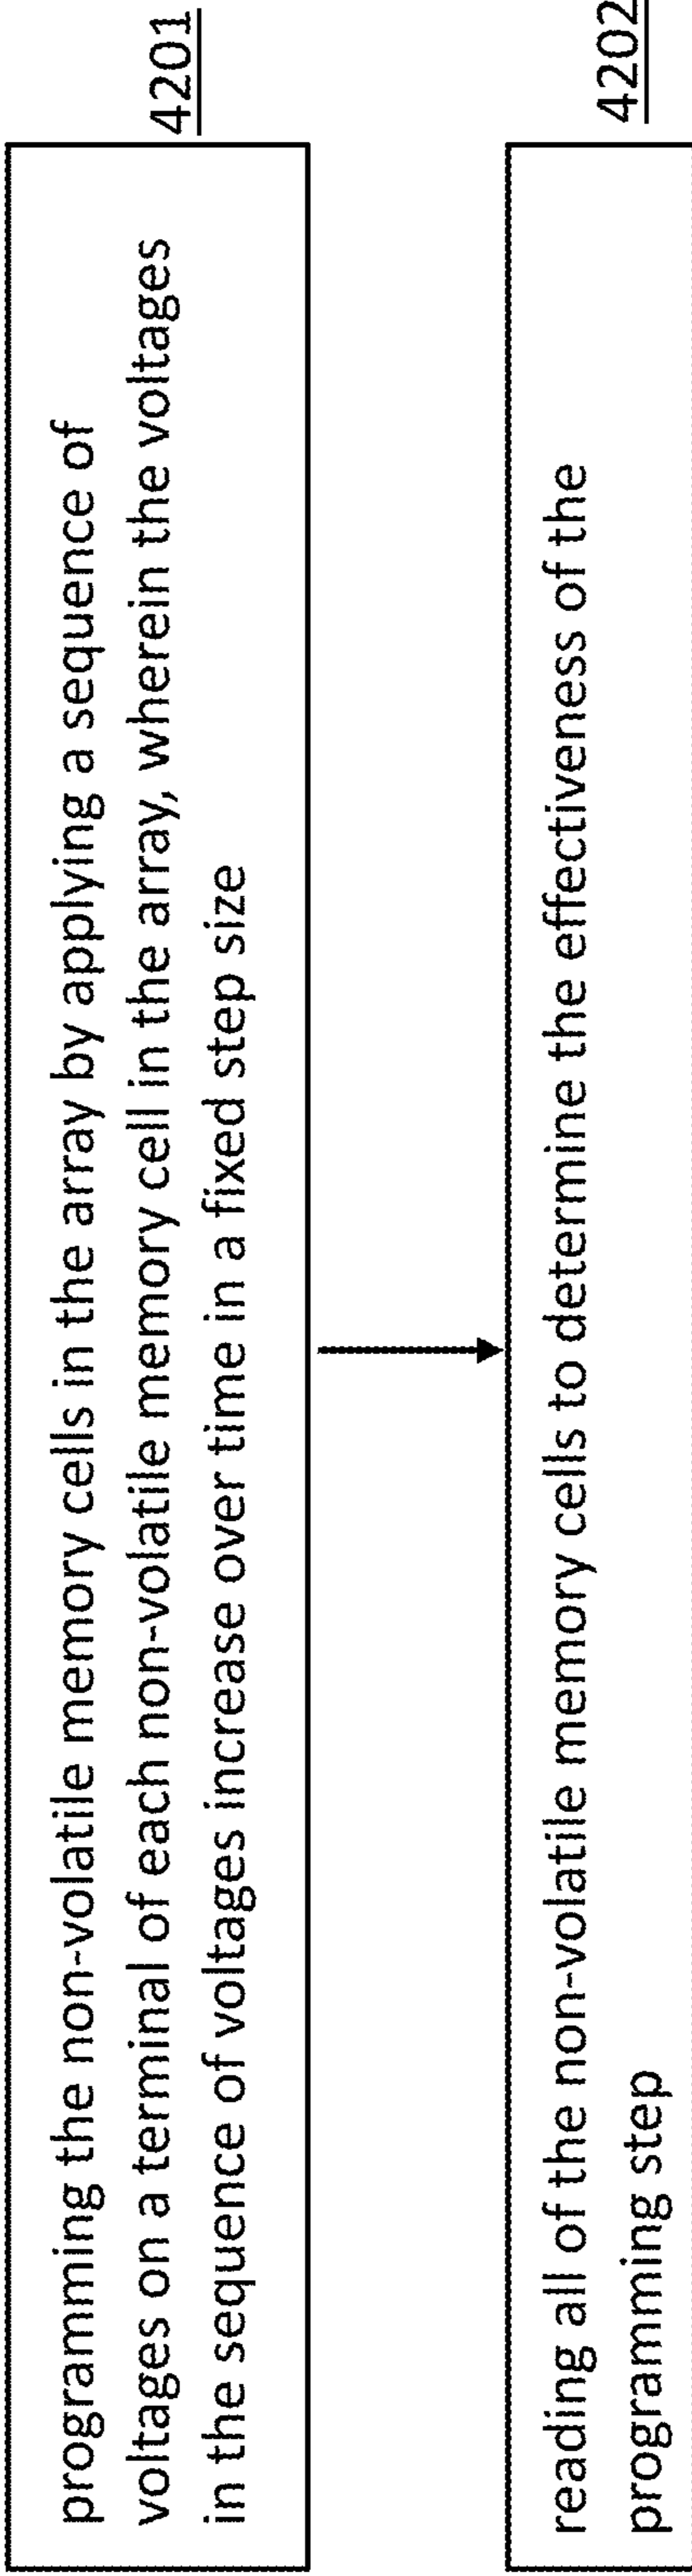 programming the non-volatile memory cells in the array by applying a sequence of
voltages on a terminal of each non-volatile memory cell in the array, wherein the voltages
in the sequence of voltages increase over time in a fixed step size
4201
reading all of the non-volatile memory cells to determine the effectiveness of the
programming step
4202